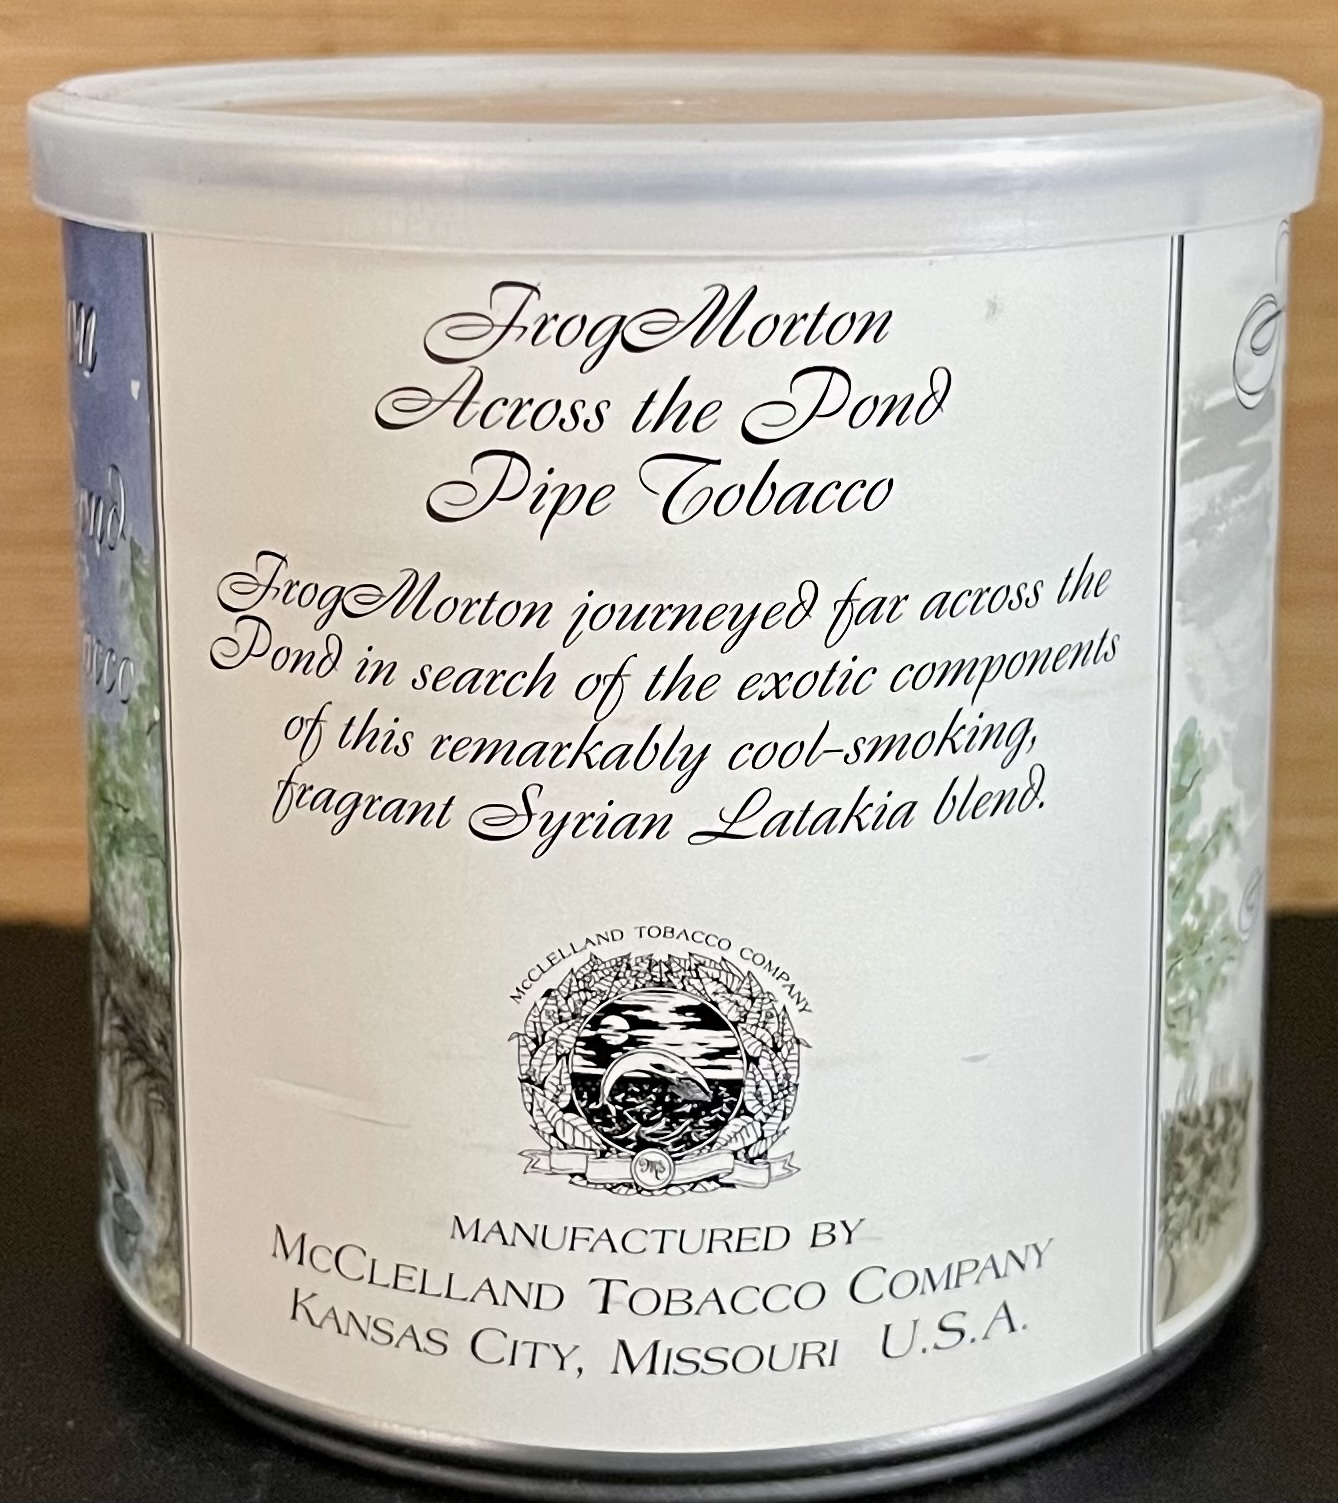 FrogMorton
Across the Pond
Pipe Tobacco
FrogMorton journeyed far across the
Pond in search of the exotic components
of this remarkably cool-smoking,
fragrant Syrian Latakia blend.
McCLELLAND TOBACCO COMPANY
MANUFACTURED BY
McCLELLAND TOBACCO COMPANY
KANSAS CITY, MISSOURI U.S.A.